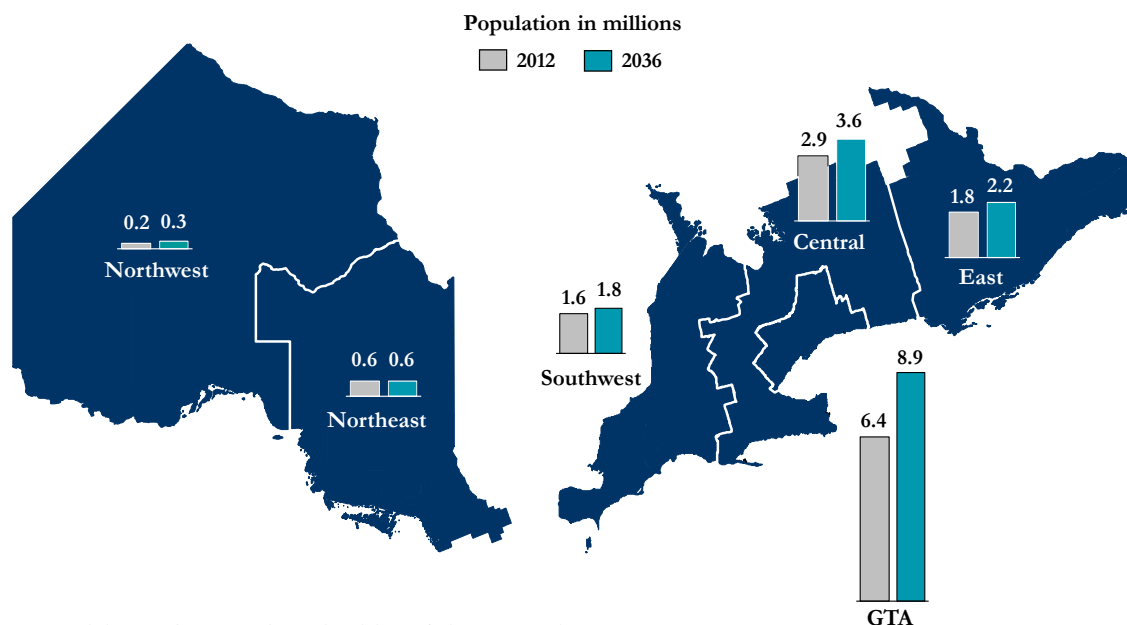 Population in millions
2012 2036
2.9 3.6
Central
1.8 2.2
East
0.2 0.3
Northwest
1.6 1.8
Southwest
0.6 0.6
Northeast
6.4 8.9
GTA